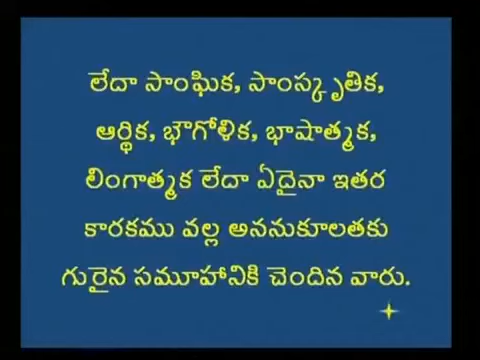 లేదా సాంఘిక, సాంస్కృతిక,
ఆర్థిక, భౌగోళిక, భాషాత్మక,
లింగాత్మక లేదా ఏదైనా ఇతర
కారకము వల్ల అననుకూలతకు
గురైన సమూహానికి చెందిన వారు.